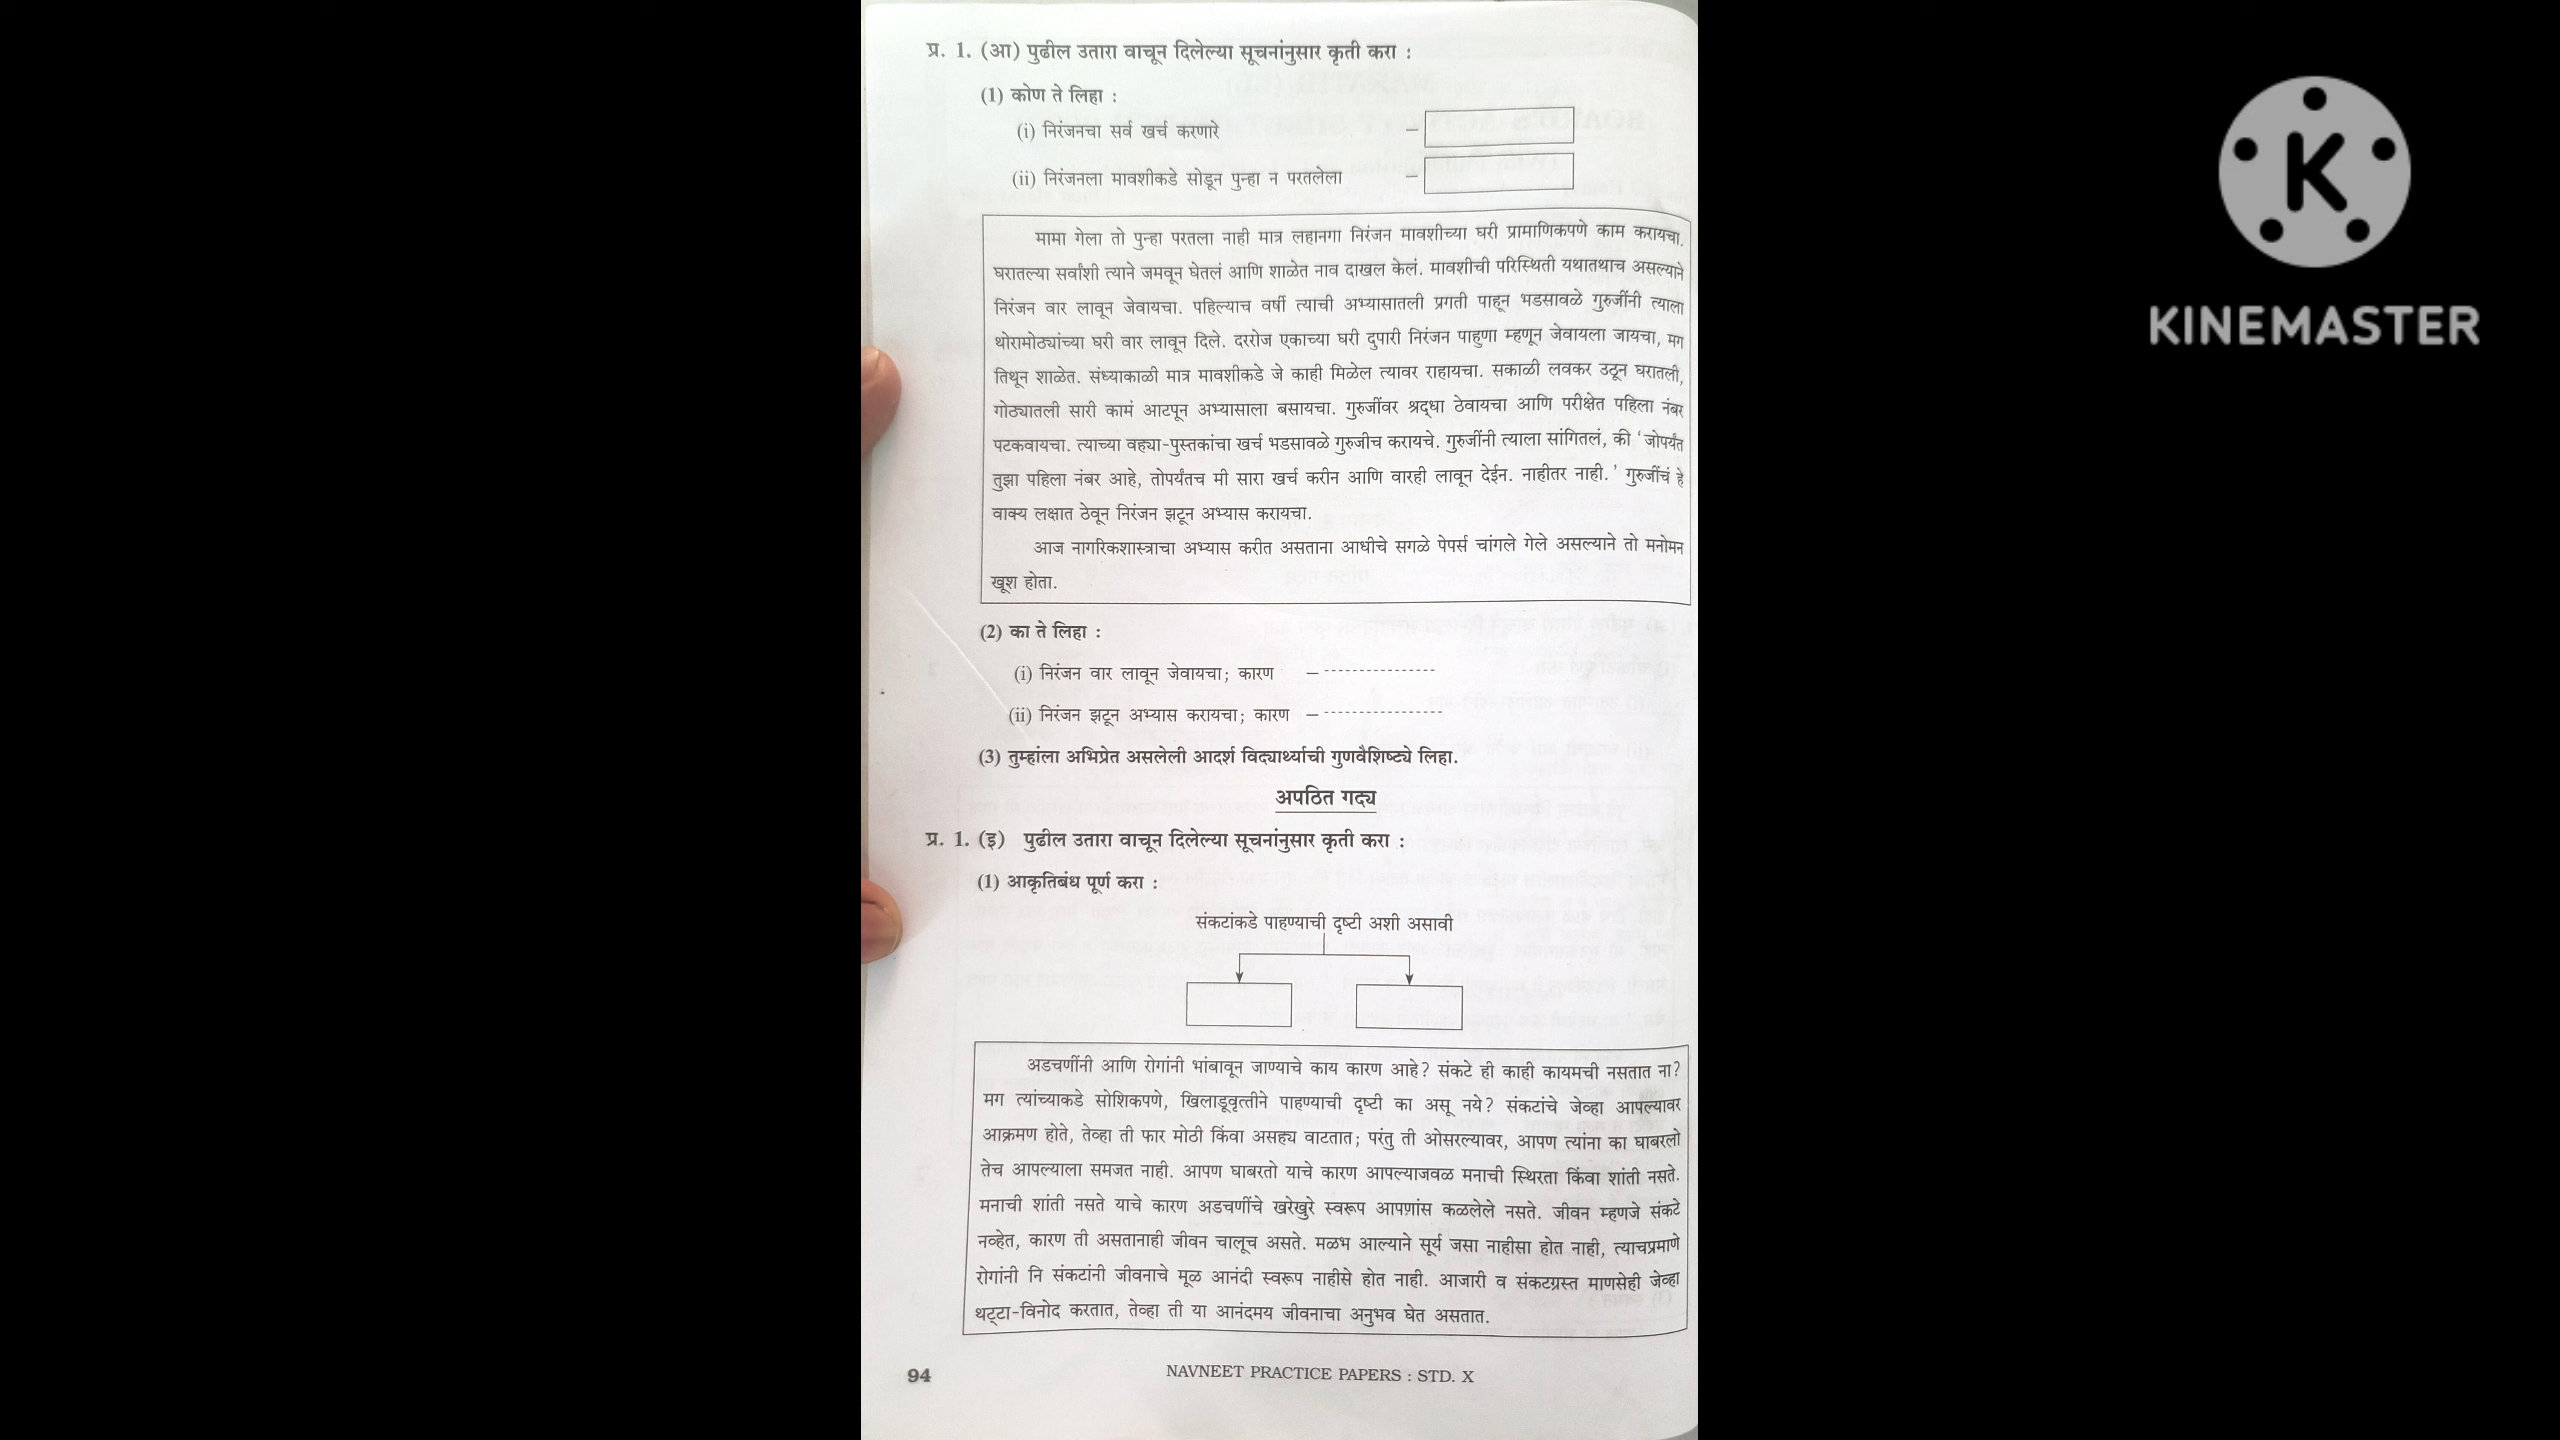 प्र. 1. (आ) पुढील उतारा वाचून दिलेल्या सूचनांनुसार कृती करा :
(1) कोण ते लिहा :
(i) निरंजनचा सर्व खर्च करणारे –
(ii) निरंजनला मावशीकडे सोडून पुन्हा न परतलेला –
मामा गेला तो पुन्हा परतला नाही मात्र लहानगा निरंजन मावशीच्या घरी प्रामाणिकपणे काम करायचा.
घरातल्या सर्वांशी त्याने जमवून घेतलं आणि शाळेत नाव दाखल केलं. मावशीची परिस्थिती यथातथाच असल्याने
निरंजन वार लावून जेवायचा. पहिल्याच वर्षी त्याची अभ्यासातली प्रगती पाहून भडसावळे गुरुजींनी त्याला
थोरामोठ्यांच्या घरी वार लावून दिले. दररोज एकाच्या घरी दुपारी निरंजन पाहुणा म्हणून जेवायला जायचा, मग
तिथून शाळेत. संध्याकाळी मात्र मावशीकडे जे काही मिळेल त्यावर राहायचा. सकाळी लवकर उठून घरातली,
गोठ्यातली सारी कामं आटपून अभ्यासाला बसायचा. गुरुजींवर श्रद्धा ठेवायचा आणि परीक्षेत पहिला नंबर
पटकवायचा. त्याच्या वह्या-पुस्तकांचा खर्च भडसावळे गुरुजीच करायचे. गुरुजींनी त्याला सांगितलं, की ‘जोपर्यंत
तुझा पहिला नंबर आहे, तोपर्यंतच मी सारा खर्च करीन आणि वारही लावून देईन. नाहीतर नाही.’ गुरुजींचं हे
वाक्य लक्षात ठेवून निरंजन झटून अभ्यास करायचा.
आज नागरिकशास्त्राचा अभ्यास करीत असताना आधीचे सगळे पेपर्स चांगले गेले असल्याने तो मनोमन
खूश होता.
(2) का ते लिहा :
(i) निरंजन वार लावून जेवायचा; कारण – ----------------
(ii) निरंजन झटून अभ्यास करायचा; कारण – -----------------
(3) तुम्हांला अभिप्रेत असलेली आदर्श विद्यार्थ्याची गुणवैशिष्ट्ये लिहा.
अपठित गद्य
प्र. 1. (इ) पुढील उतारा वाचून दिलेल्या सूचनांनुसार कृती करा :
(1) आकृतिबंध पूर्ण करा :
संकटांकडे पाहण्याची दृष्टी अशी असावी
अडचणींनी आणि रोगांनी भांबावून जाण्याचे काय कारण आहे? संकटे ही काही कायमची नसतात ना?
मग त्यांच्याकडे सोशिकपणे, खिलाडूवृत्तीने पाहण्याची दृष्टी का असू नये? संकटांचे जेव्हा आपल्यावर
आक्रमण होते, तेव्हा ती फार मोठी किंवा असह्य वाटतात; परंतु ती ओसरल्यावर, आपण त्यांना का घाबरलो
तेच आपल्याला समजत नाही. आपण घाबरतो याचे कारण आपल्याजवळ मनाची स्थिरता किंवा शांती नसते.
मनाची शांती नसते याचे कारण अडचणींचे खरेखुरे स्वरूप आपणांस कळलेले नसते. जीवन म्हणजे संकटे
नव्हेत, कारण ती असतानाही जीवन चालूच असते. मळभ आल्याने सूर्य जसा नाहीसा होत नाही, त्याचप्रमाणे
रोगांनी नि संकटांनी जीवनाचे मूळ आनंदी स्वरूप नाहीसे होत नाही. आजारी व संकटग्रस्त माणसेही जेव्हा
थट्टा-विनोद करतात, तेव्हा ती या आनंदमय जीवनाचा अनुभव घेत असतात.
94 NAVNEET PRACTICE PAPERS : STD. X
K
KINEMASTER